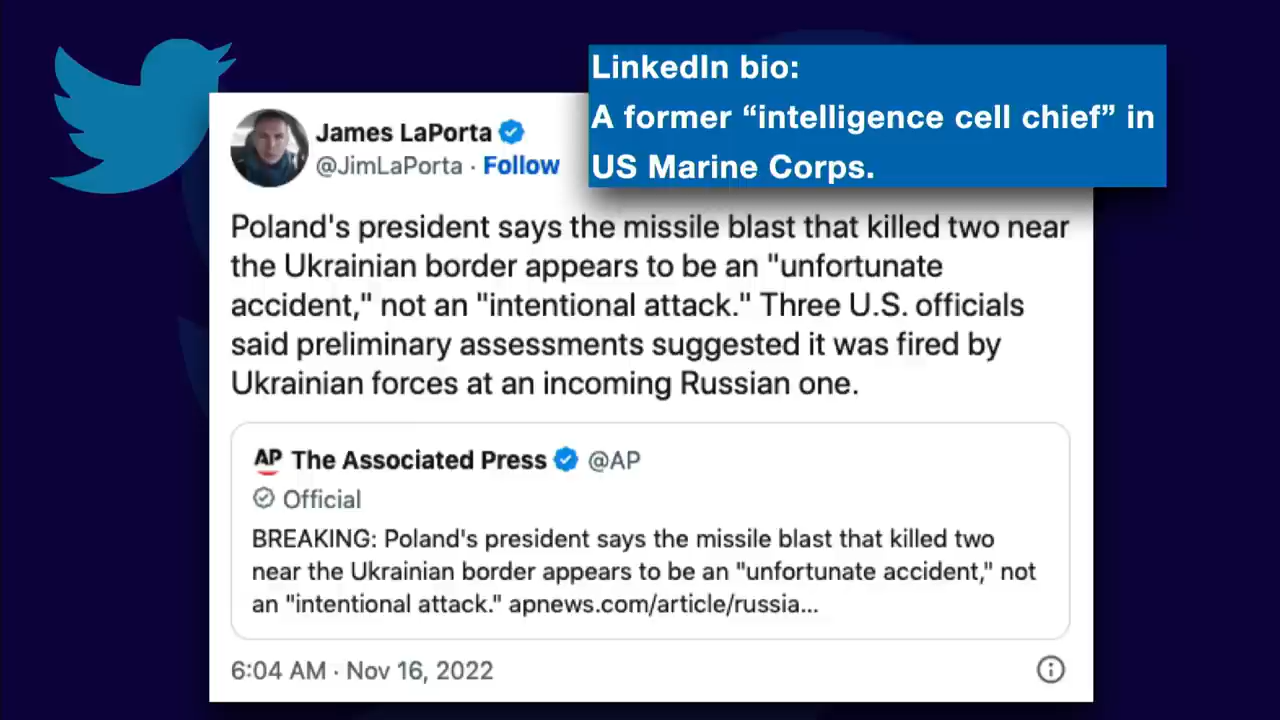 LinkedIn bio:
A former “intelligence cell chief” in
US Marine Corps.
James LaPorta
@JimLaPorta · Follow
Poland's president says the missile blast that killed two near
the Ukrainian border appears to be an "unfortunate
accident," not an "intentional attack." Three U.S. officials
said preliminary assessments suggested it was fired by
Ukrainian forces at an incoming Russian one.
AP The Associated Press @AP
Official
BREAKING: Poland's president says the missile blast that killed two
near the Ukrainian border appears to be an "unfortunate accident," not
an "intentional attack." apnews.com/article/russia...
6:04 AM · Nov 16, 2022